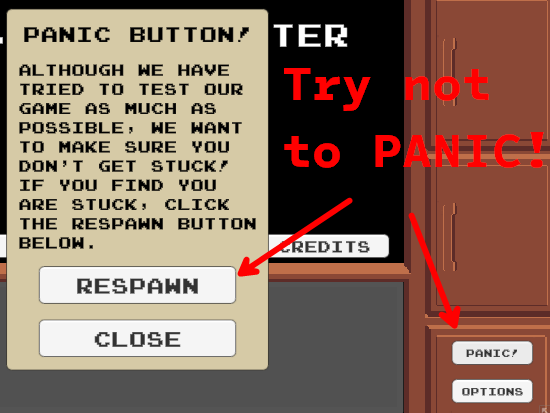 PANIC BUTTON!
TER
ALTHOUGH WE HAVE
TRIED TO TEST OUR
GAME AS MUCH AS
POSSIBLE, WE WANT
TO MAKE SURE YOU
DON'T GET STUCK!
IF YOU FIND YOU
ARE STUCK, CLICK
THE RESPAWN BUTTON
BELOW.
RESPAWN
CLOSE
Try not
to PANIC!
CREDITS
PANIC!
OPTIONS